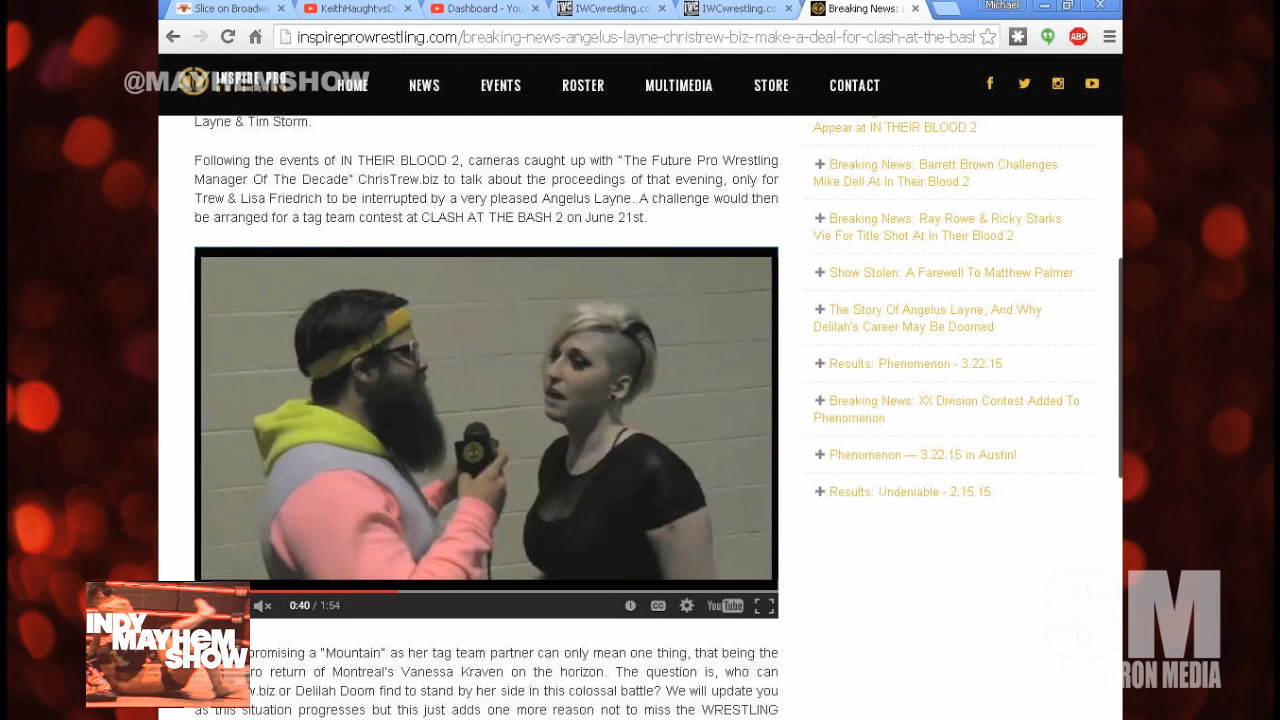 Slice on Broadw
KeithHaughtvsDy
Dashboard - You
IWCwrestling.co
IWCwrestling.co
Breaking News:
Michael
inspireprowrestling.com/breaking-news-angelus-layne-christrew-biz-make-a-deal-for-clash-at-the-bash
ABP
@MAYHEMSHOW
INSPIRE PRO
HOME
NEWS
EVENTS
ROSTER
MULTIMEDIA
STORE
CONTACT
Layne & Tim Storm.
Following the events of IN THEIR BLOOD 2, cameras caught up with "The Future Pro Wrestling
Manager Of The Decade" ChrisTrew.biz to talk about the proceedings of that evening, only for
Trew & Lisa Friedrich to be interrupted by a very pleased Angelus Layne. A challenge would then
be arranged for a tag team contest at CLASH AT THE BASH 2 on June 21st.
0:40 / 1:54
CC
YouTube
promising a "Mountain" as her tag team partner can only mean one thing, that being the
return of Montreal's Vanessa Kraven on the horizon. The question is, who can
.biz or Delilah Doom find to stand by her side in this colossal battle? We will update you
as this situation progresses but this just adds one more reason not to miss the WRESTLING
Appear at IN THEIR BLOOD 2
Breaking News: Barrett Brown Challenges
Mike Dell At In Their Blood 2
Breaking News: Ray Rowe & Ricky Starks
Vie For Title Shot At In Their Blood 2
Show Stolen: A Farewell To Matthew Palmer
The Story Of Angelus Layne, And Why
Delilah's Career May Be Doomed
Results: Phenomenon - 3.22.15
Breaking News: XX Division Contest Added To
Phenomenon
Phenomenon — 3.22.15 in Austin!
Results: Undeniable - 2.15.15
INDY
MAYHEM
SHOW
SM
RON MEDIA